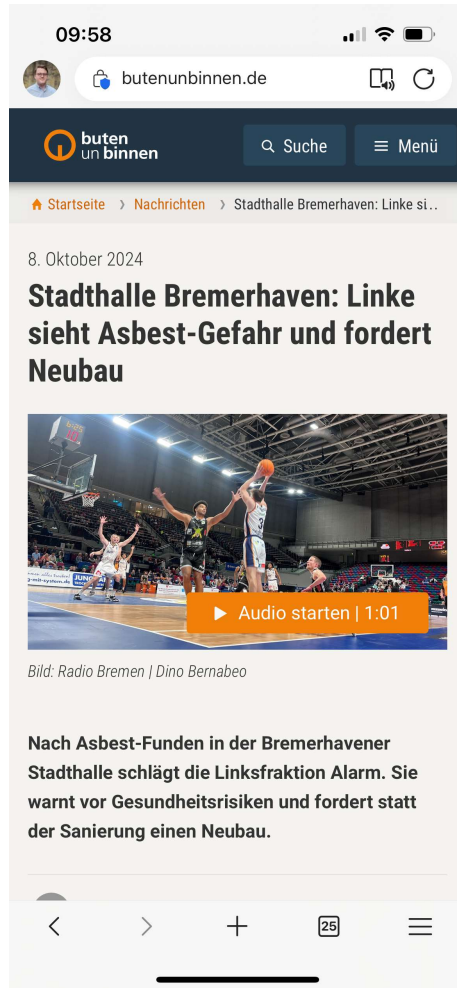 09:58
butenunbinnen.de
buten
un binnen
Suche
Menü
Startseite
Nachrichten
Stadthalle Bremerhaven: Linke si..
8. Oktober 2024
Stadthalle Bremerhaven: Linke
sieht Asbest-Gefahr und fordert
Neubau
Audio starten | 1:01
Bild: Radio Bremen | Dino Bernabeo
Nach Asbest-Funden in der Bremerhavener
Stadthalle schlägt die Linksfraktion Alarm. Sie
warnt vor Gesundheitsrisiken und fordert statt
der Sanierung einen Neubau.
25